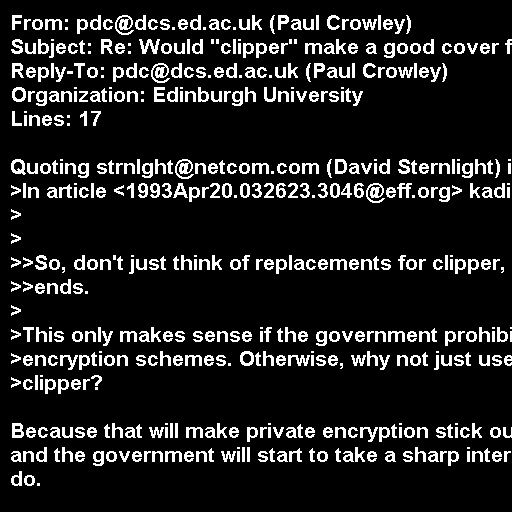 From: pdc@dcs.ed.ac.uk (Paul Crowley)
Subject: Re: Would "clipper" make a good cover f
Reply-To: pdc@dcs.ed.ac.uk (Paul Crowley)
Organization: Edinburgh University
Lines: 17

Quoting strnlght@netcom.com (David Sternlight) i
>In article <1993Apr20.032623.3046@eff.org> kadi
>
>
>>So, don't just think of replacements for clipper,
>>ends.
>
>This only makes sense if the government prohibi
>encryption schemes. Otherwise, why not just use
>clipper?

Because that will make private encryption stick ou
and the government will start to take a sharp inter
do.